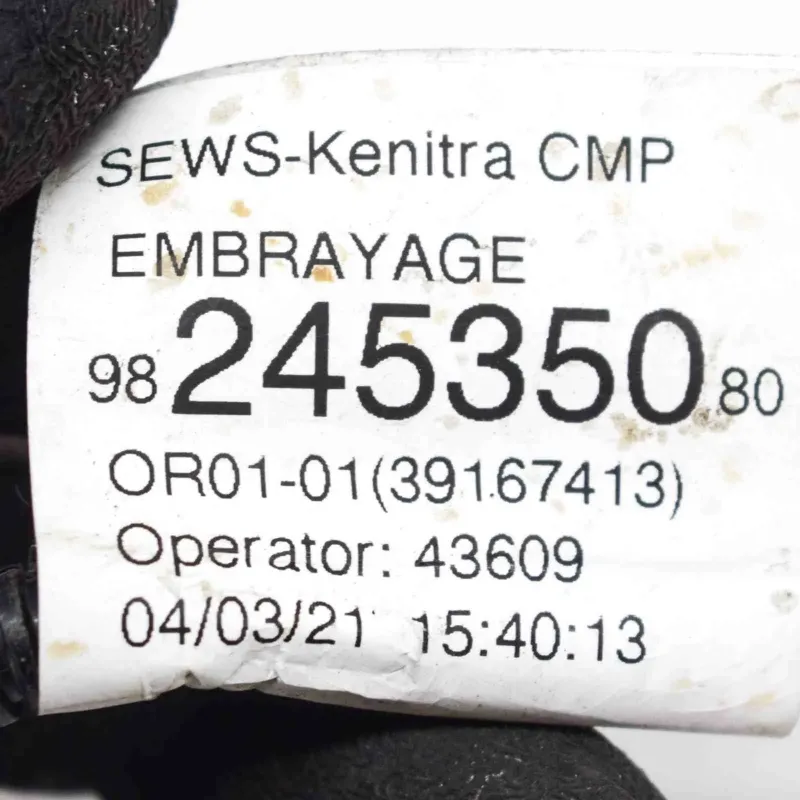 SEWS-Kenitra CMP
EMBRAYAGE
98 245350 80
OR01-01(39167413)
Operator: 43609
04/03/21 15:40:13